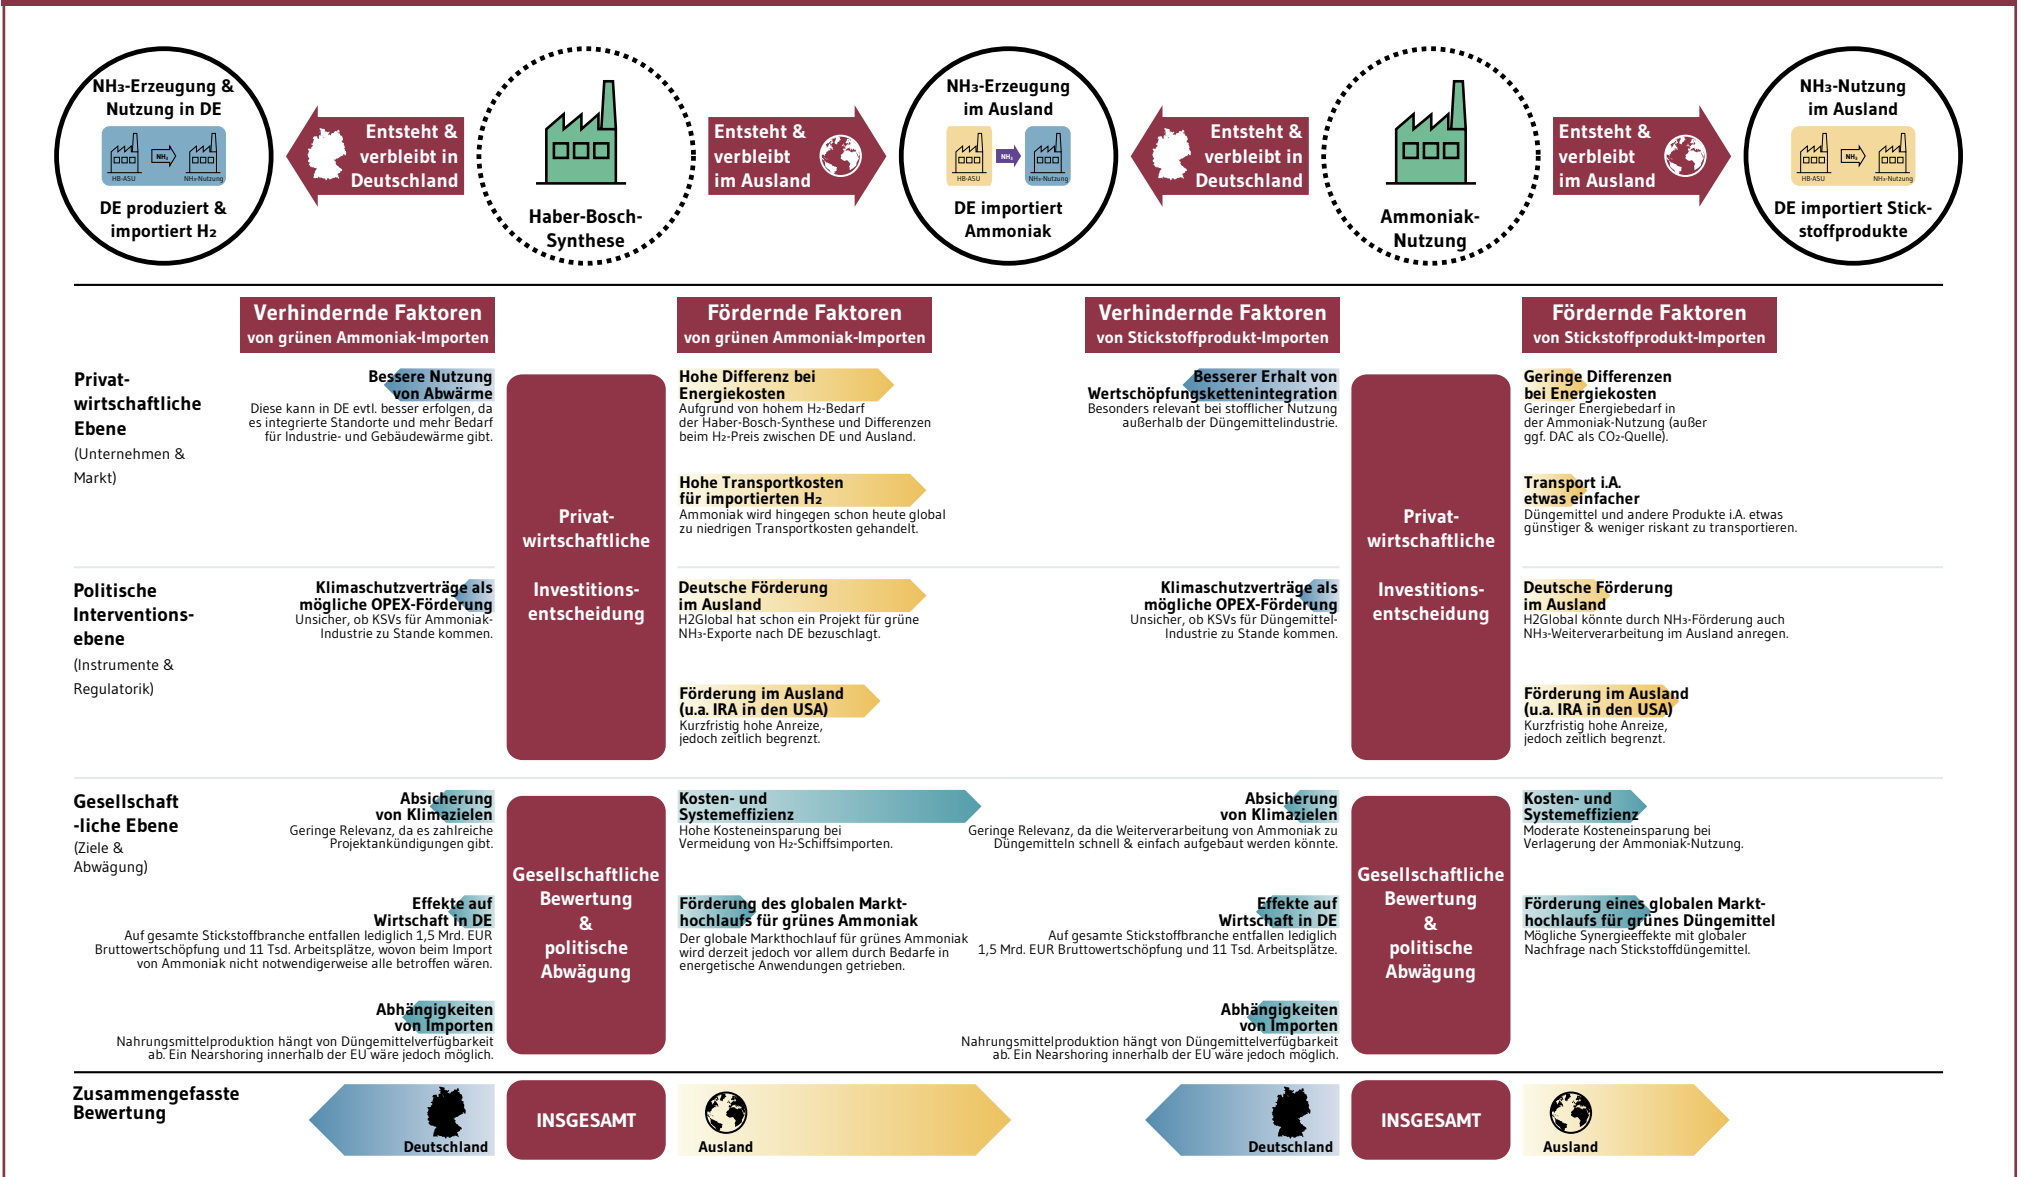 NH₃-Erzeugung &
Nutzung in DE
HB-ASU
NH₃
NH₃-Nutzung
DE produziert &
importiert H₂
Entsteht &
verbleibt in
Deutschland
Haber-Bosch-
Synthese
Entsteht &
verbleibt
im Ausland
NH₃-Erzeugung
im Ausland
HB-ASU
NH₃
NH₃-Nutzung
DE importiert
Ammoniak
Entsteht &
verbleibt in
Deutschland
Ammoniak-
Nutzung
Entsteht &
verbleibt
im Ausland
NH₃-Nutzung
im Ausland
HB-ASU
NH₃
NH₃-Nutzung
DE importiert Stick-
stoffprodukte
Verhindernde Faktoren
von grünen Ammoniak-Importen
Fördernde Faktoren
von grünen Ammoniak-Importen
Verhindernde Faktoren
von Stickstoffprodukt-Importen
Fördernde Faktoren
von Stickstoffprodukt-Importen
Privat-
wirtschaftliche
Ebene
(Unternehmen &
Markt)
Bessere Nutzung
von Abwärme
Diese kann in DE evtl. besser erfolgen, da
es integrierte Standorte und mehr Bedarf
für Industrie- und Gebäudewärme gibt.
Privat-
wirtschaftliche
Investitions-
entscheidung
Hohe Differenz bei
Energiekosten
Aufgrund von hohem H₂-Bedarf
der Haber-Bosch-Synthese und Differenzen
beim H₂-Preis zwischen DE und Ausland.
Hohe Transportkosten
für importierten H₂
Ammoniak wird hingegen schon heute global
zu niedrigen Transportkosten gehandelt.
Besserer Erhalt von
Wertschöpfungskettenintegration
Besonders relevant bei stofflicher Nutzung
außerhalb der Düngemittelindustrie.
Privat-
wirtschaftliche
Investitions-
entscheidung
Geringe Differenzen
bei Energiekosten
Geringer Energiebedarf in
der Ammoniak-Nutzung (außer
ggf. DAC als CO₂-Quelle).
Transport i.A.
etwas einfacher
Düngemittel und andere Produkte i.A. etwas
günstiger & weniger riskant zu transportieren.
Politische
Interventions-
ebene
(Instrumente &
Regulatorik)
Klimaschutzverträge als
mögliche OPEX-Förderung
Unsicher, ob KSVs für Ammoniak-
Industrie zu Stande kommen.
Deutsche Förderung
im Ausland
H2Global hat schon ein Projekt für grüne
NH₃-Exporte nach DE bezuschlagt.
Förderung im Ausland
(u.a. IRA in den USA)
Kurzfristig hohe Anreize,
jedoch zeitlich begrenzt.
Klimaschutzverträge als
mögliche OPEX-Förderung
Unsicher, ob KSVs für Düngemittel-
Industrie zu Stande kommen.
Deutsche Förderung
im Ausland
H2Global könnte durch NH₃-Förderung auch
NH₃-Weiterverarbeitung im Ausland anregen.
Förderung im Ausland
(u.a. IRA in den USA)
Kurzfristig hohe Anreize,
jedoch zeitlich begrenzt.
Gesellschaft
-liche Ebene
(Ziele &
Abwägung)
Absicherung
von Klimazielen
Geringe Relevanz, da es zahlreiche
Projektankündigungen gibt.
Effekte auf
Wirtschaft in DE
Auf gesamte Stickstoffbranche entfallen lediglich 1,5 Mrd. EUR
Bruttowertschöpfung und 11 Tsd. Arbeitsplätze, wovon beim Import
von Ammoniak nicht notwendigerweise alle betroffen wären.
Abhängigkeiten
von Importen
Nahrungsmittelproduktion hängt von Düngemittelverfügbarkeit
ab. Ein Nearshoring innerhalb der EU wäre jedoch möglich.
Gesellschaftliche
Bewertung
&
politische
Abwägung
Kosten- und
Systemeffizienz
Hohe Kosteneinsparung bei
Vermeidung von H₂-Schiffsimporten.
Förderung des globalen Markt-
hochlaufs für grünes Ammoniak
Der globale Markthochlauf für grünes Ammoniak
wird derzeit jedoch vor allem durch Bedarfe in
energetische Anwendungen getrieben.
Absicherung
von Klimazielen
Geringe Relevanz, da die Weiterverarbeitung von Ammoniak zu
Düngemitteln schnell & einfach aufgebaut werden könnte.
Effekte auf
Wirtschaft in DE
Auf gesamte Stickstoffbranche entfallen lediglich
1,5 Mrd. EUR Bruttowertschöpfung und 11 Tsd. Arbeitsplätze.
Abhängigkeiten
von Importen
Nahrungsmittelproduktion hängt von Düngemittelverfügbarkeit
ab. Ein Nearshoring innerhalb der EU wäre jedoch möglich.
Gesellschaftliche
Bewertung
&
politische
Abwägung
Kosten- und
Systemeffizienz
Moderate Kosteneinsparung bei
Verlagerung der Ammoniak-Nutzung.
Förderung eines globalen Markt-
hochlaufs für grünes Düngemittel
Mögliche Synergieeffekte mit globaler
Nachfrage nach Stickstoffdüngemittel.
Zusammengefasste
Bewertung
Deutschland
INSGESAMT
Ausland
Deutschland
INSGESAMT
Ausland